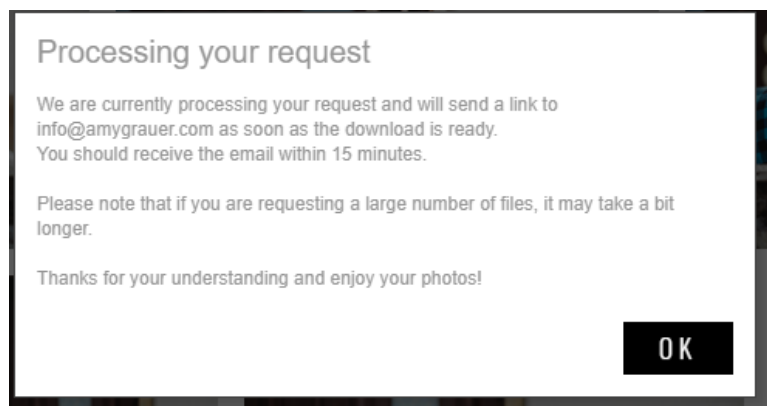 Processing your request
We are currently processing your request and will send a link to
info@amygrauer.com as soon as the download is ready.
You should receive the email within 15 minutes.
Please note that if you are requesting a large number of files, it may take a bit
longer.
Thanks for your understanding and enjoy your photos!
OK